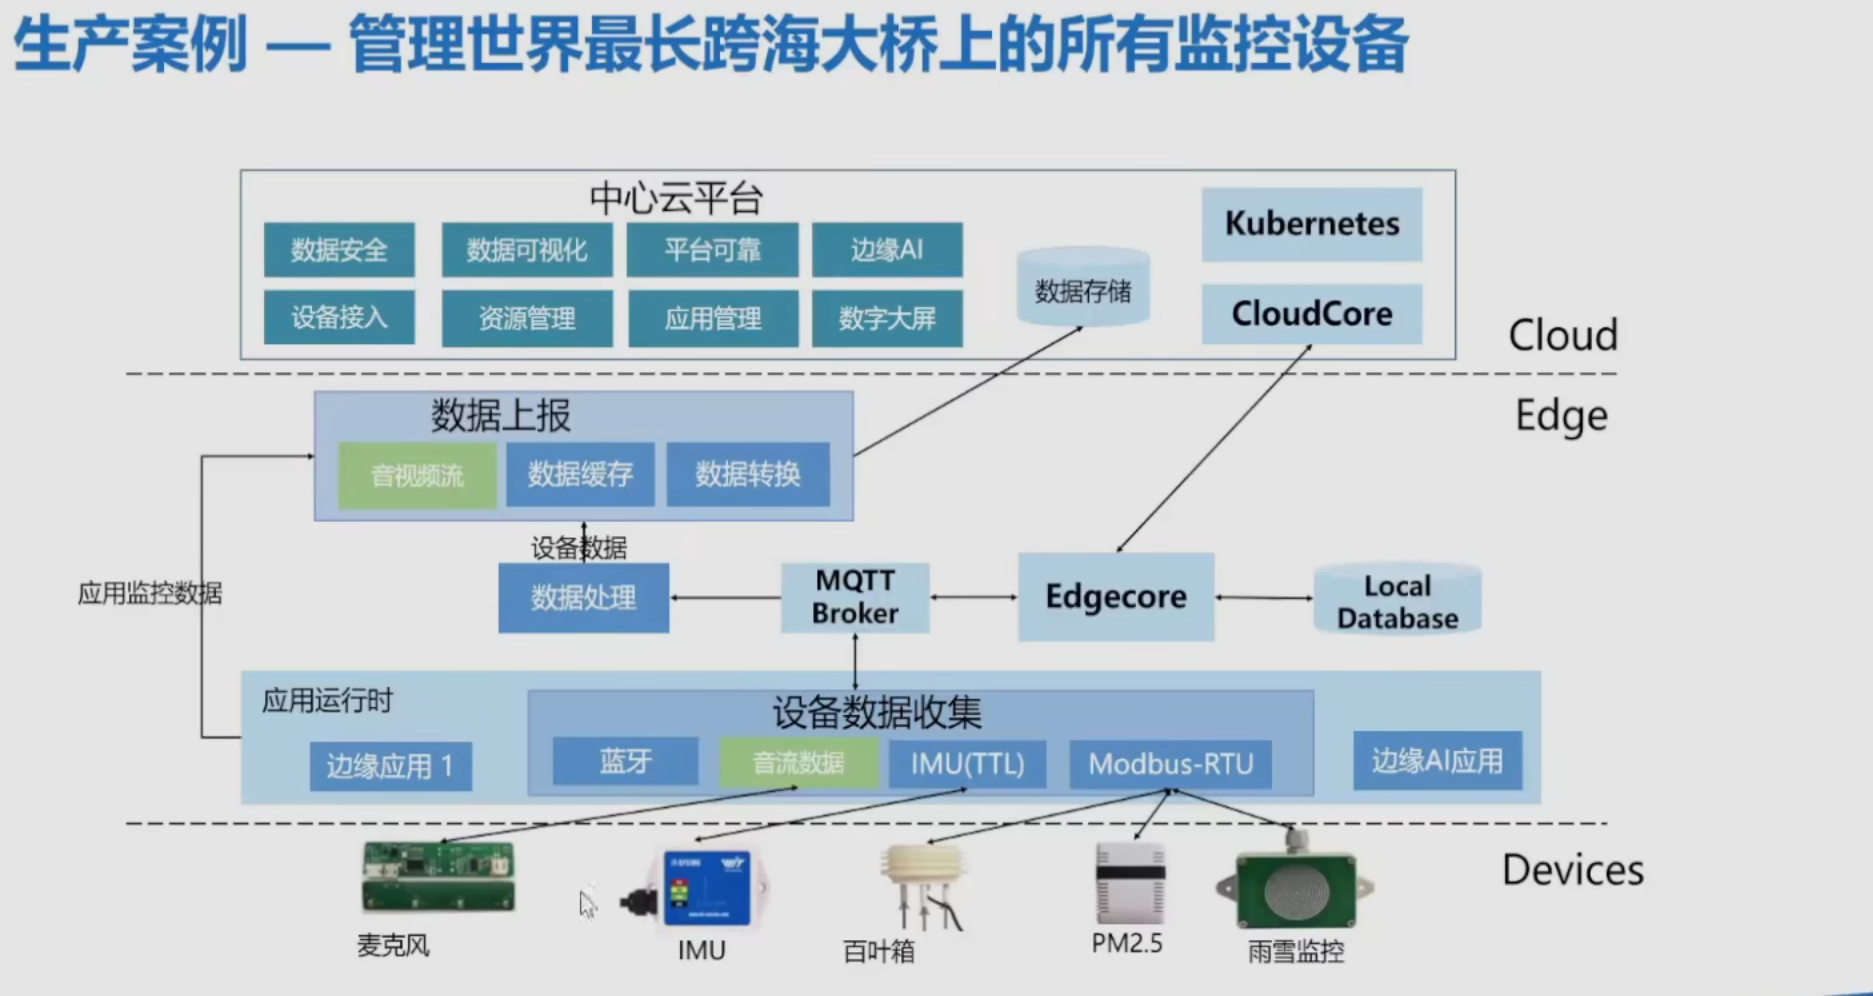 生产案例 — 管理世界最长跨海大桥上的所有监控设备
中心云平台
Kubernetes
数据安全
数据可视化
平台可靠
边缘AI
数据存储
设备接入
资源管理
应用管理
数字大屏
CloudCore
Cloud
Edge
数据上报
音视频流
数据缓存
数据转换
设备数据
应用监控数据
数据处理
MQTT
Broker
Edgecore
Local
Database
应用运行时
设备数据收集
边缘应用 1
蓝牙
音流数据
IMU(TTL)
Modbus-RTU
边缘AI应用
Devices
麦克风
IMU
百叶箱
PM2.5
雨雪监控